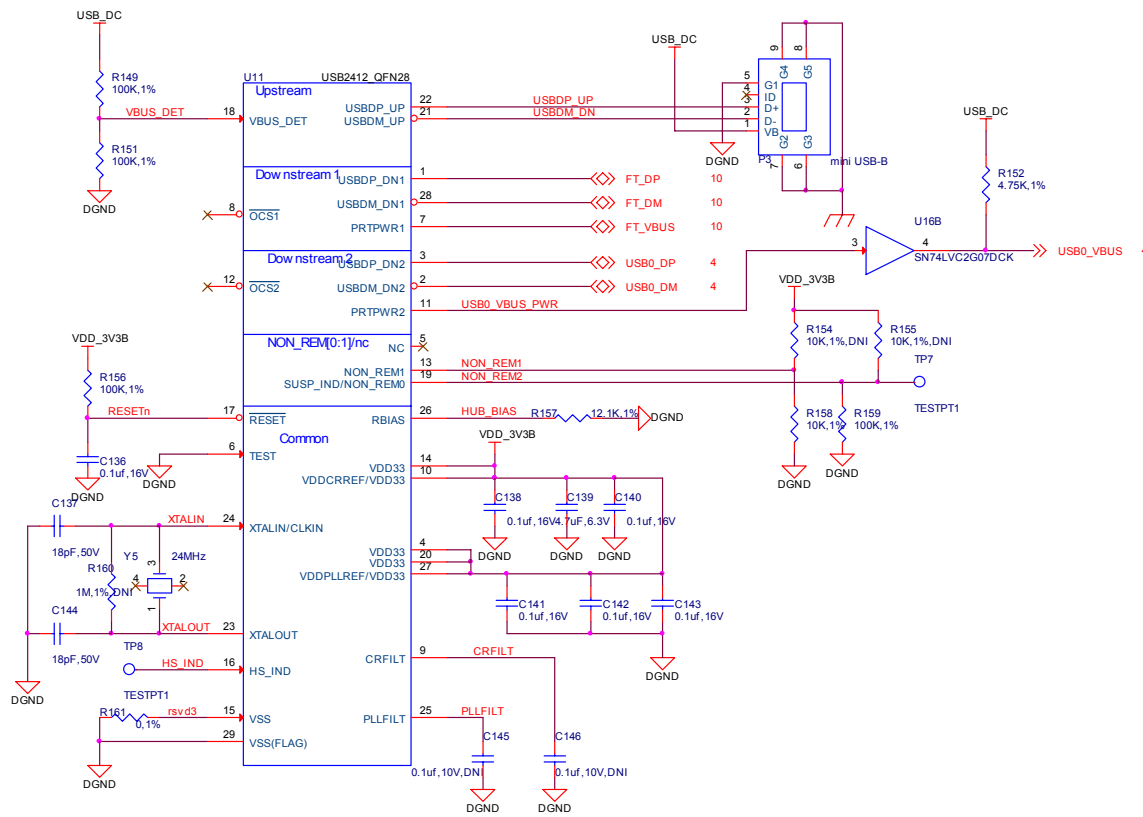 USB_DC
R149
100K,1%
VBUS_DET
R151
100K,1%
DGND
U11
USB2412_QFN28
Upstream
18
VBUS_DET
USBDP_UP
22
USBDP_UP
USBDM_UP
21
USBDM_DN
USB_DC
9
8
G4
G5
5
G1
4
ID
3
D+
2
D-
1
VB
G2
G3
7
6
P3
mini USB-B
DGND
USB_DC
R152
4.75K,1%
U16B
3
4
SN74LVC2G07DCK
USB0_VBUS
4
Downstream 1
USBDP_DN1
1
FT_DP
10
USBDM_DN1
28
FT_DM
10
8
OCS1
PRTPWR1
7
FT_VBUS
10
Downstream 2
USBDP_DN2
3
USB0_DP
4
12
OCS2
USBDM_DN2
2
USB0_DM
4
PRTPWR2
11
USB0_VBUS_PWR
VDD_3V3B
R154
10K,1%,DNI
R155
10K,1%,DNI
TP7
TESTPT1
NON_REM[0:1]/nc
NC
5
NON_REM1
13
NON_REM1
SUSP_IND/NON_REM0
19
NON_REM2
R158
10K,1%
R159
100K,1%
DGND
DGND
VDD_3V3B
R156
100K,1%
RESETn
17
RESET
RBIAS
26
HUB_BIAS
R157
12.1K,1%
DGND
C136
0.1uf,16V
DGND
6
TEST
DGND
Common
VDD_3V3B
VDD33
14
VDDCRREF/VDD33
10
C138
0.1uf,16V
C139
4.7uF,6.3V
C140
0.1uf,16V
DGND
DGND
DGND
C137
18pF,50V
XTALIN
24
XTALIN/CLKIN
Y5
24MHz
3
4
2
1
R160
1M,1%,DNI
VDD33
4
VDD33
20
VDDPLLREF/VDD33
27
C141
0.1uf,16V
C142
0.1uf,16V
C143
0.1uf,16V
DGND
C144
18pF,50V
XTALOUT
23
XTALOUT
DGND
TP8
HS_IND
16
HS_IND
TESTPT1
CRFILT
9
CRFILT
R161
0,1%
rsvd3
15
VSS
29
VSS(FLAG)
DGND
PLLFILT
25
PLLFILT
C145
0.1uf,10V,DNI
C146
0.1uf,10V,DNI
DGND
DGND